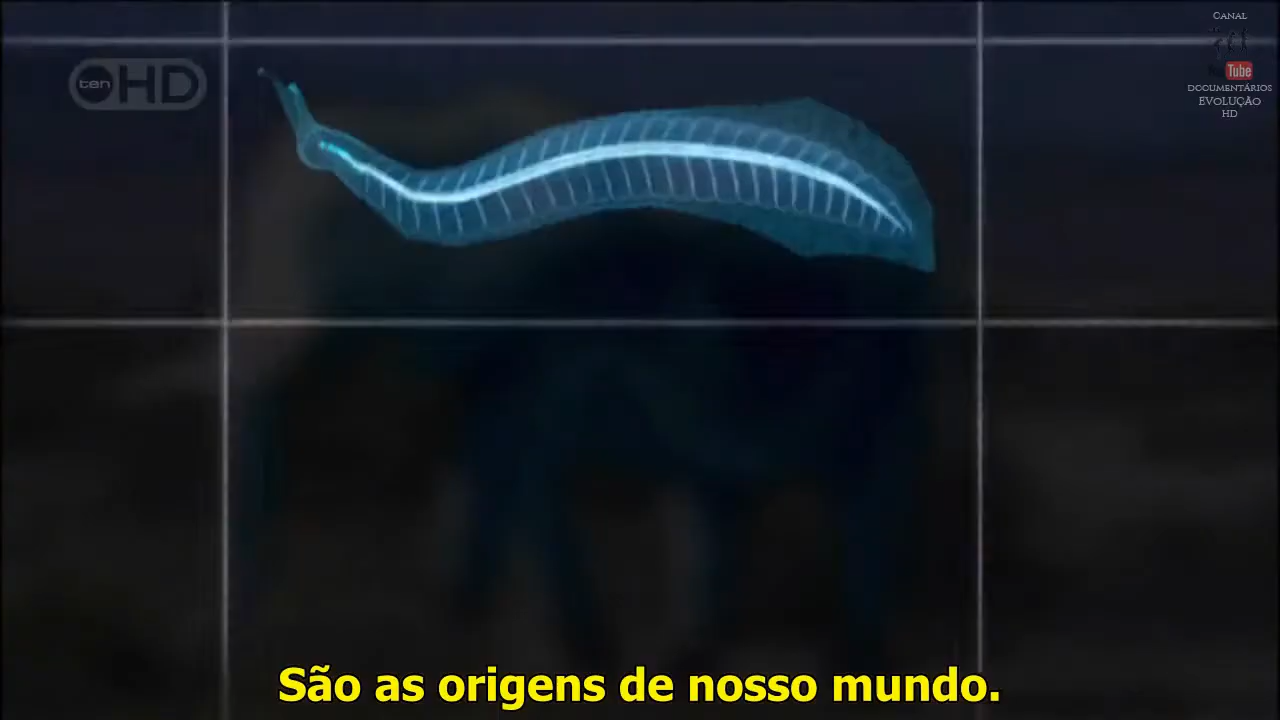 CANAL
YouTube
DOCUMENTÁRIOS
EVOLUÇÃO
HD
ten HD
São as origens de nosso mundo.